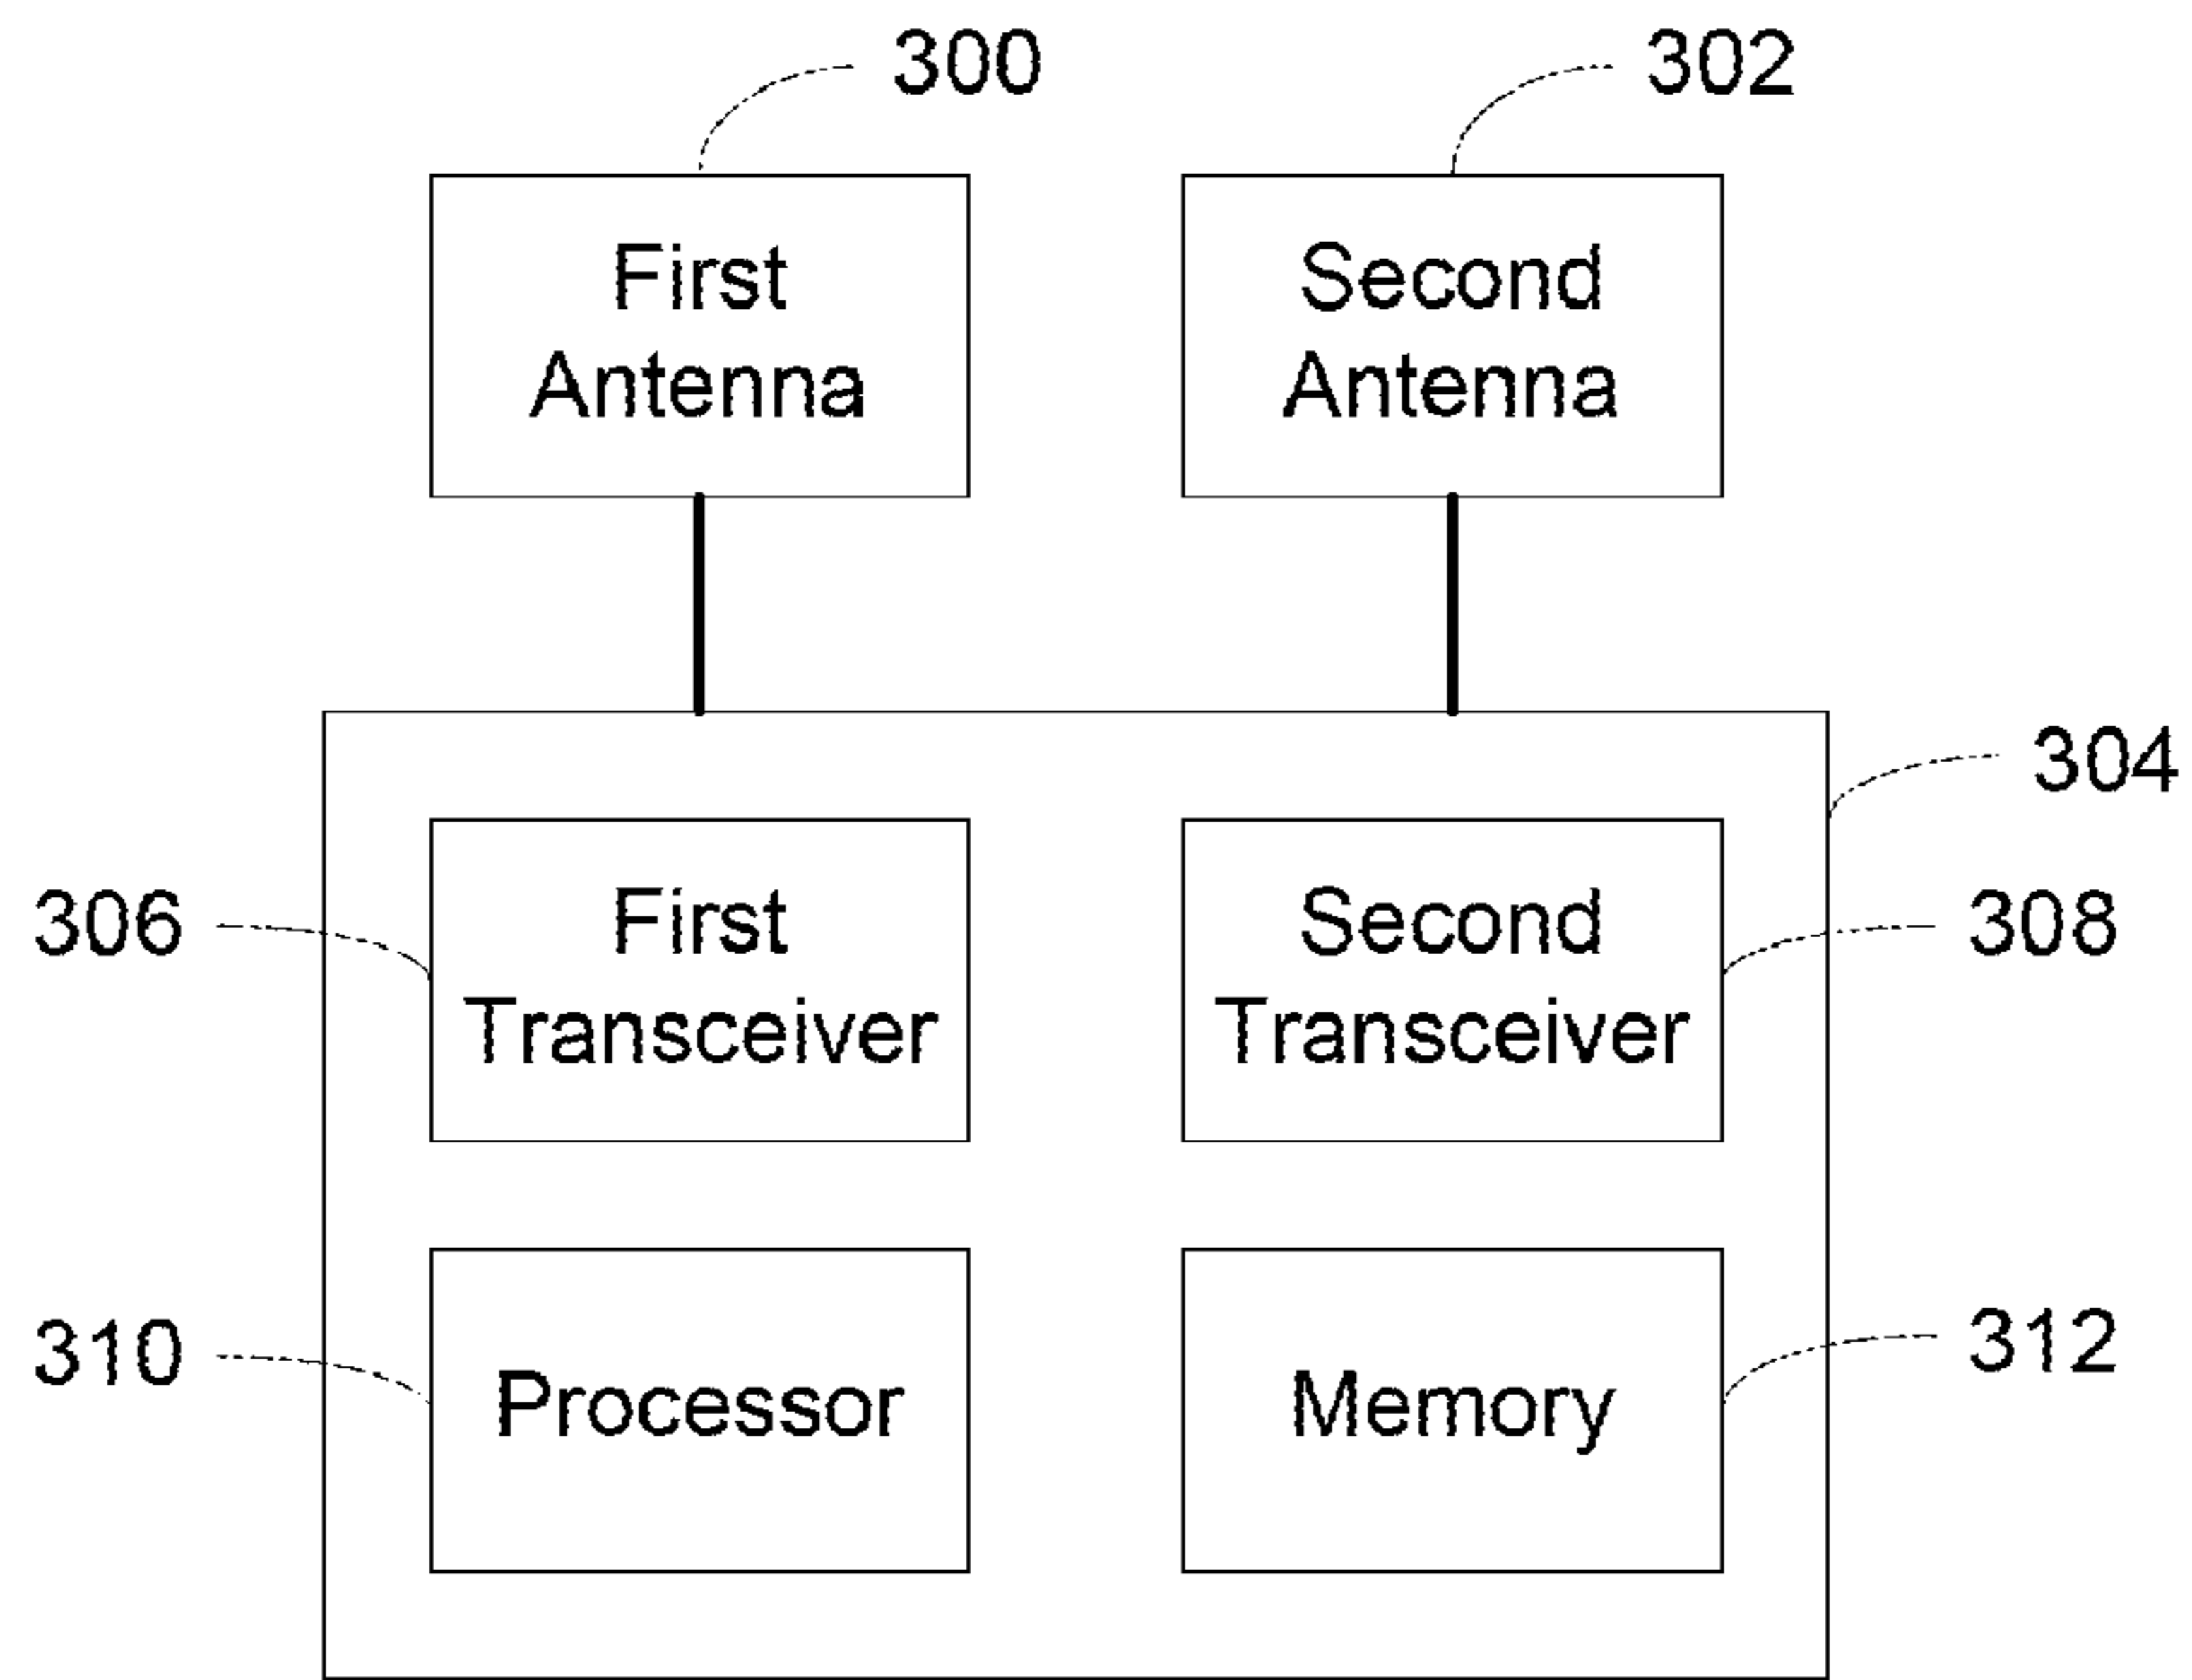 300
302
First
Antenna
Second
Antenna
304
306
First
Transceiver
Second
Transceiver
308
310
Processor
Memory
312